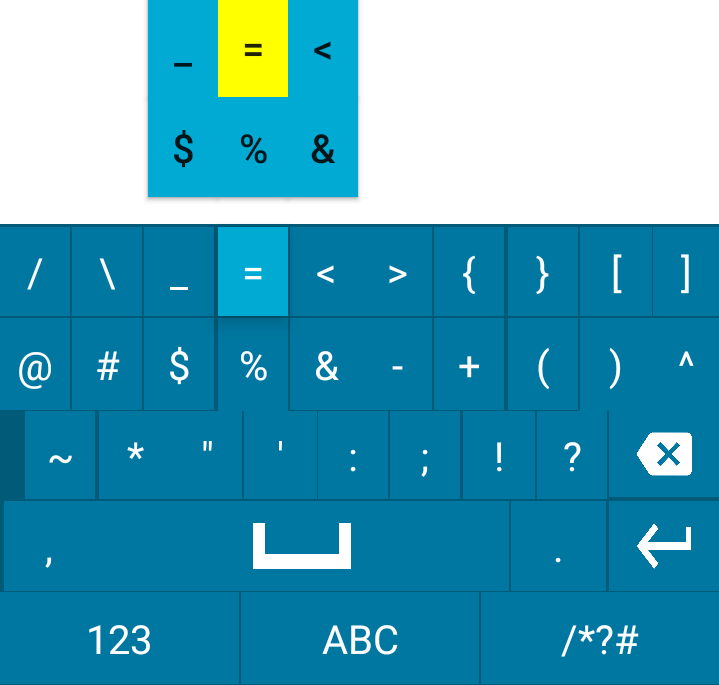 _ = <
$ % &
/ \ _ = < > { } [ ]
@ # $ % & - + ( ) ^
~ * " ' : ; ! ?
, .
123 ABC /*?#